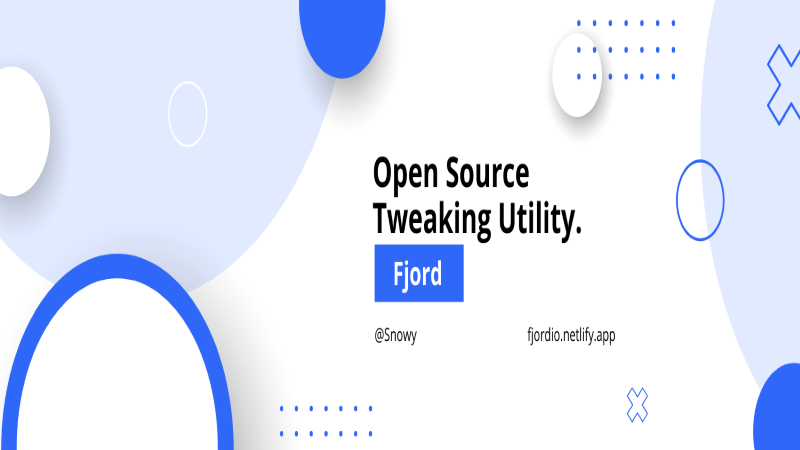 Open Source
Tweaking Utility.
Fjord
@Snowy
fjordio.netlify.app